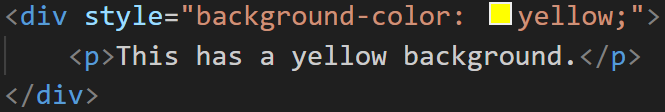 <div style="background-color: yellow;">
    <p>This has a yellow background.</p>
</div>